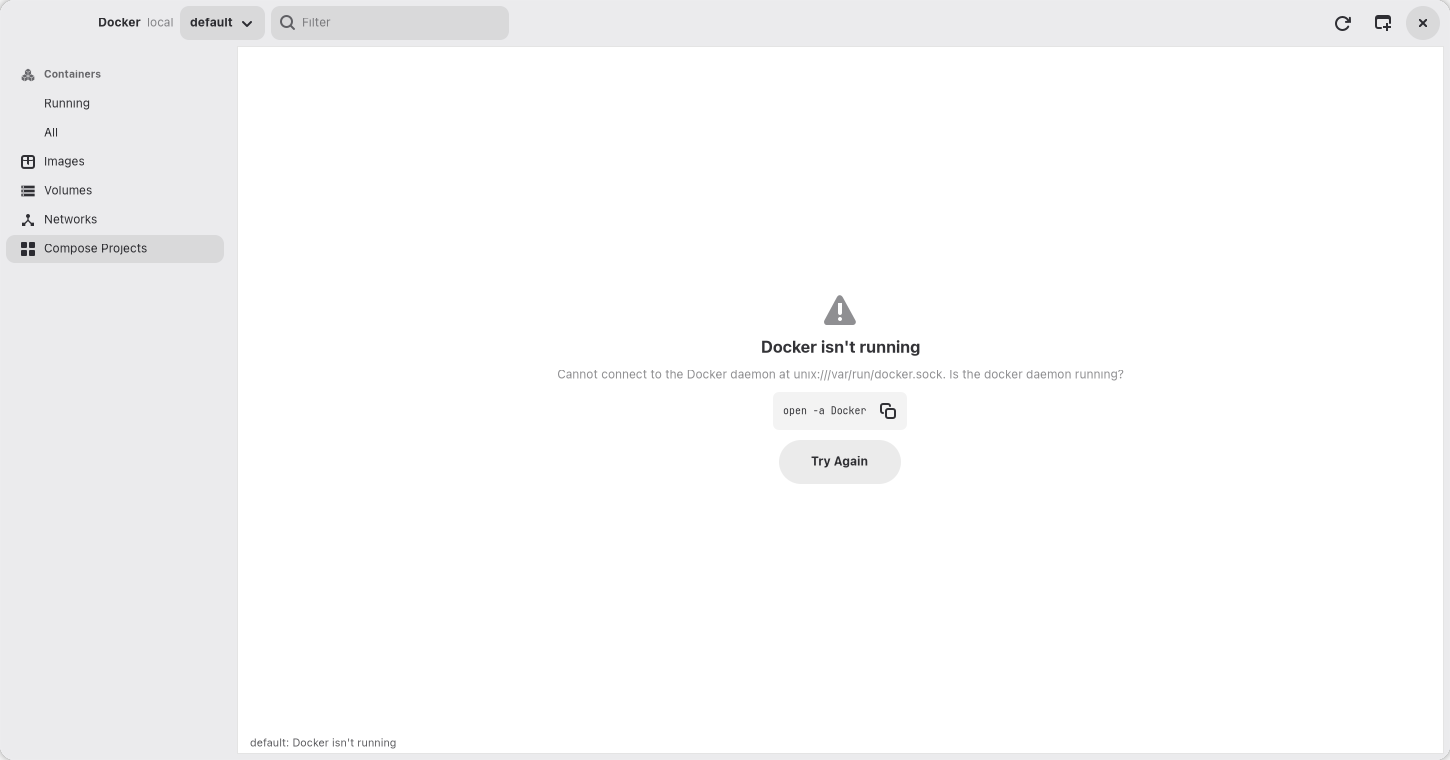 Docker local default Filter
Containers
Running
All
Images
Volumes
Networks
Compose Projects
Docker isn't running
Cannot connect to the Docker daemon at unix:///var/run/docker.sock. Is the docker daemon running?
open -a Docker
Try Again
default: Docker isn't running